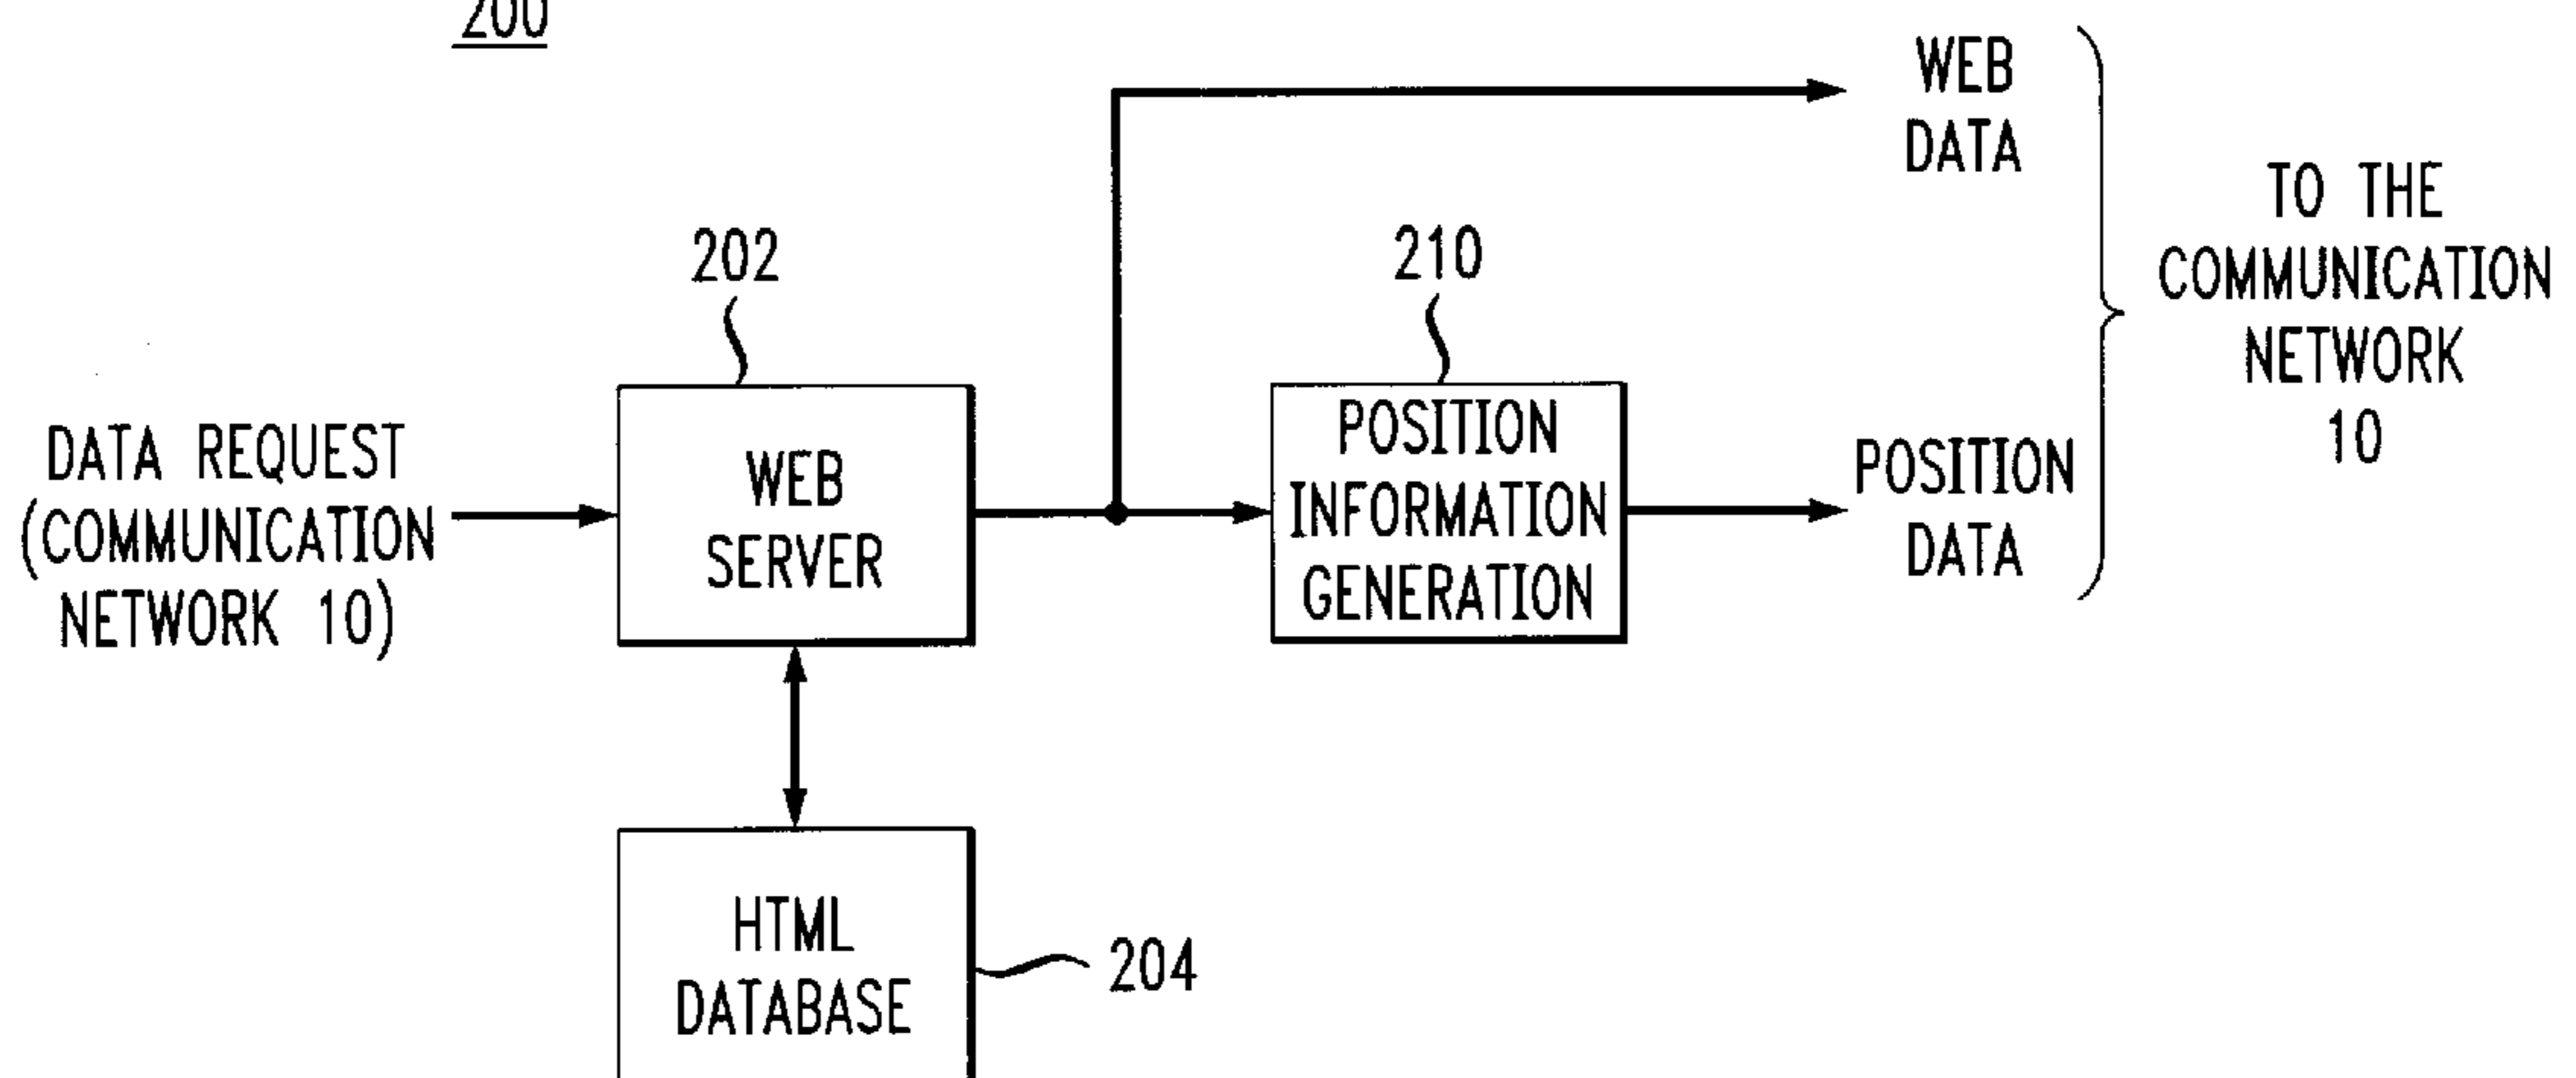 200
WEB
DATA
TO THE
COMMUNICATION
NETWORK
10
202
210
DATA REQUEST
(COMMUNICATION
NETWORK 10)
WEB
SERVER
POSITION
INFORMATION
GENERATION
POSITION
DATA
HTML
DATABASE
204